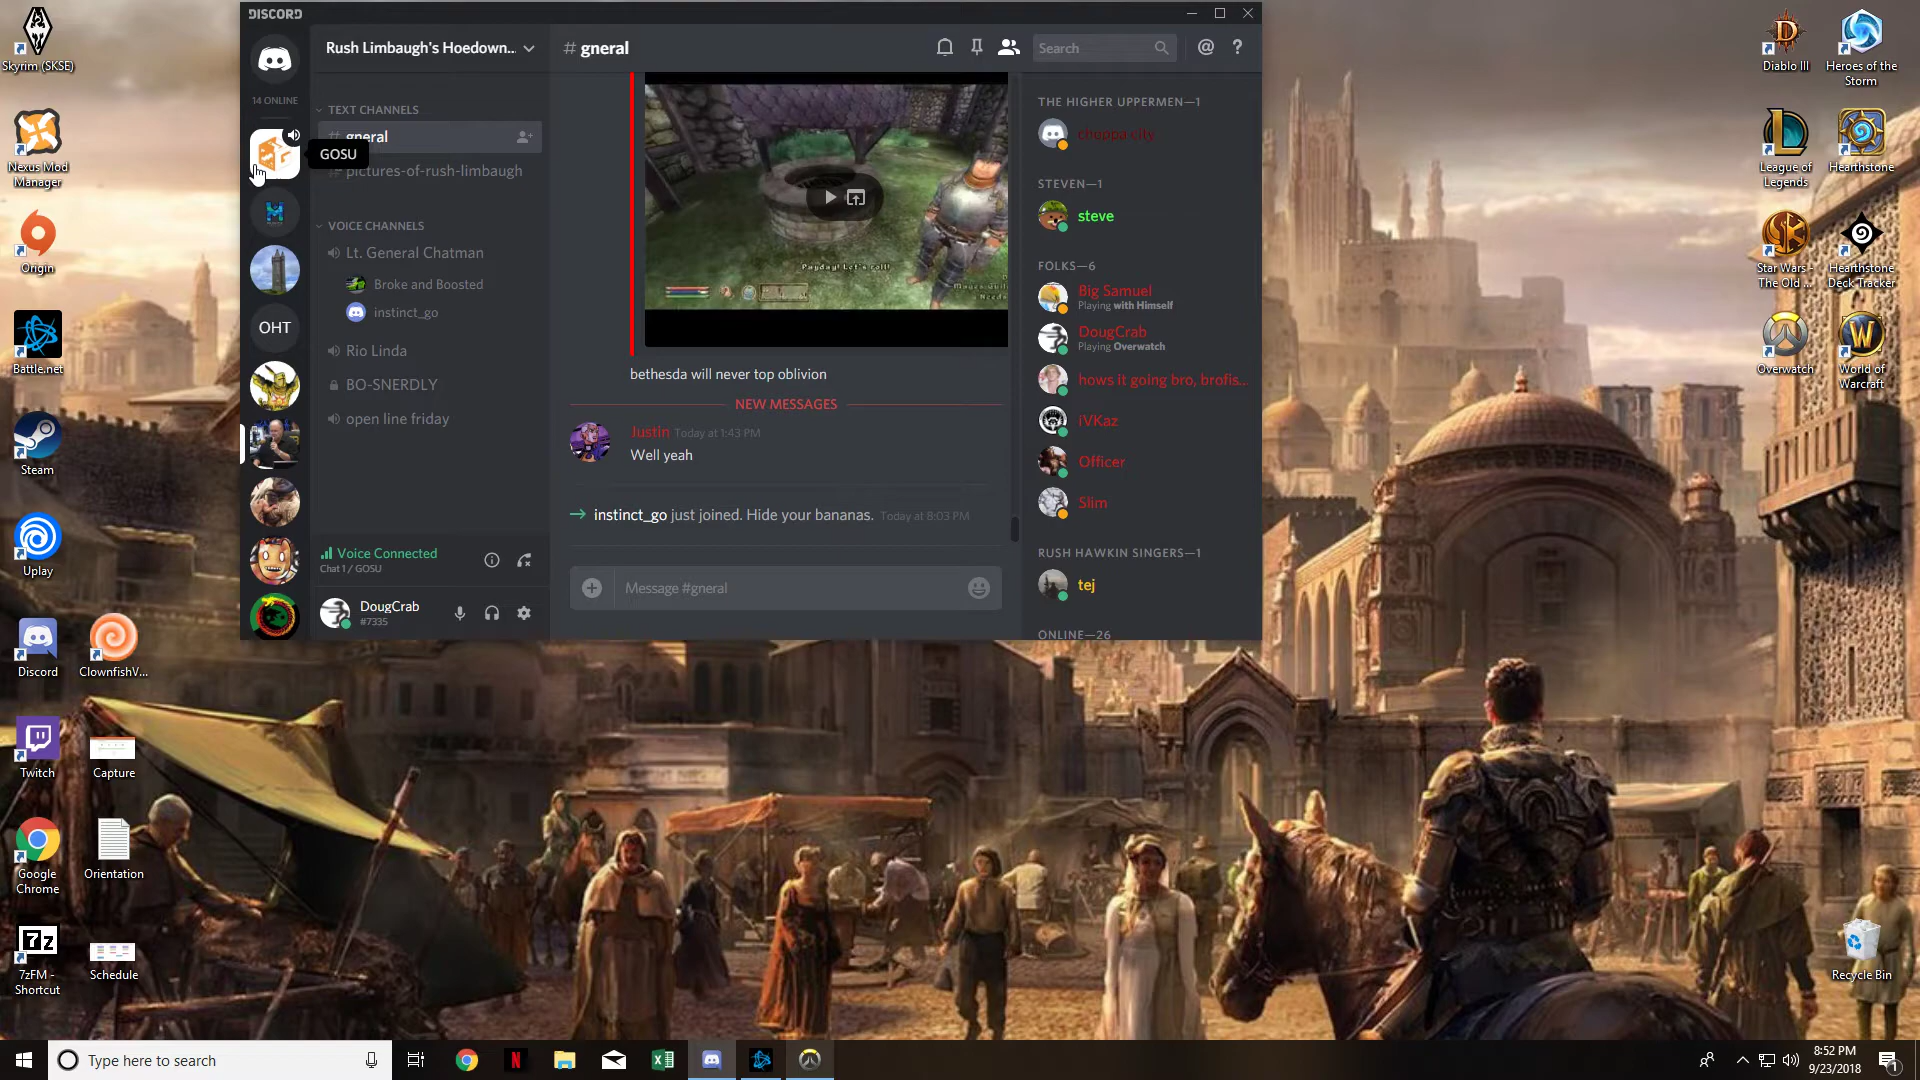 DISCORD
Rush Limbaugh's Hoedown...
# gneral
Search
@
?
14 ONLINE
TEXT CHANNELS
# gneral
GOSU
pictures-of-rush-limbaugh
VOICE CHANNELS
Lt. General Chatman
Broke and Boosted
instinct_go
Rio Linda
BO-SNERDLY
open line friday
OHT
Voice Connected
Chat 1 / GOSU
DougCrab
#7335
Payday! Let's roll!
bethesda will never top oblivion
NEW MESSAGES
Justin Today at 1:43 PM
Well yeah
instinct_go just joined. Hide your bananas. Today at 8:03 PM
Message #gneral
THE HIGHER UPPERMEN—1
choppa city
STEVEN—1
steve
FOLKS—6
Big Samuel
Playing with Himself
DougCrab
Playing Overwatch
hows it going bro, brofis...
iVKaz
Officer
Slim
RUSH HAWKIN SINGERS—1
tej
ONLINE—26
Skyrim (SKSE)
Nexus Mod
Manager
Origin
Battle.net
Steam
Uplay
Discord
ClownfishV...
Twitch
Capture
Google
Chrome
Orientation
7z
7zFM -
Shortcut
Schedule
Diablo III
Heroes of the
Storm
League of
Legends
Hearthstone
Star Wars -
The Old ...
Hearthstone
Deck Tracker
Overwatch
World of
Warcraft
Recycle Bin
Type here to search
8:52 PM
9/23/2018
1